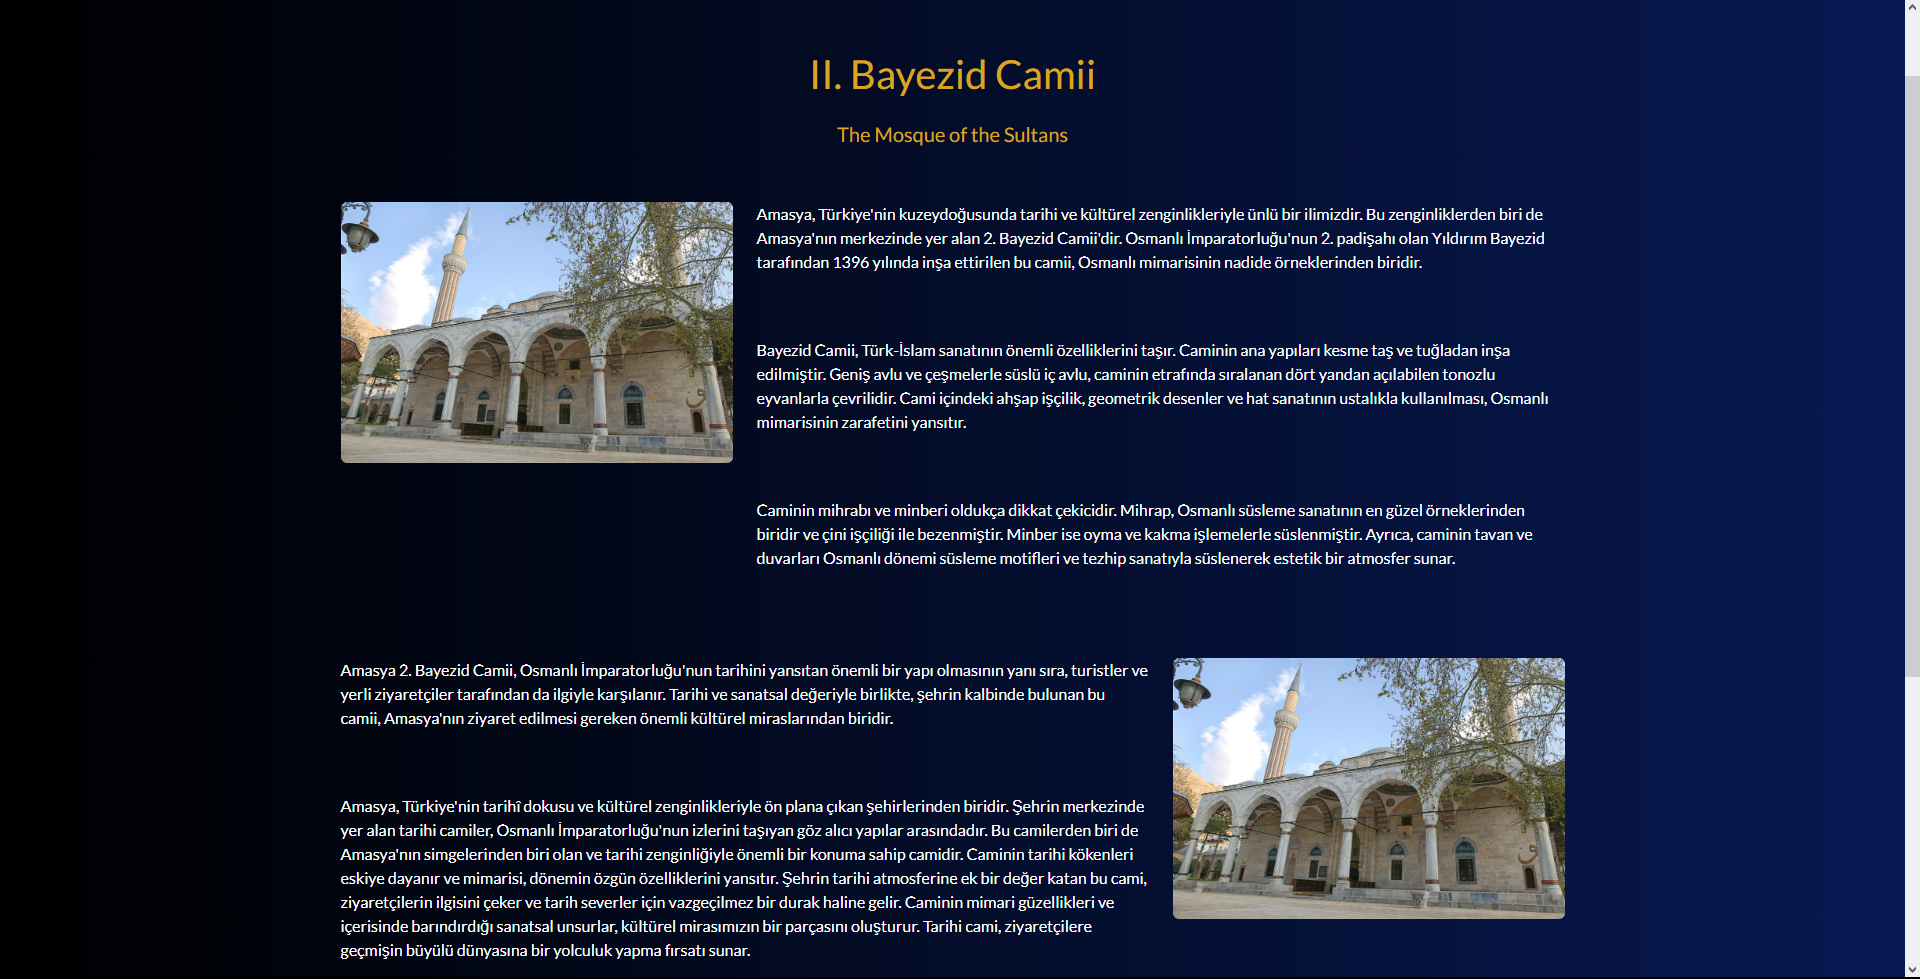 II. Bayezid Camii
The Mosque of the Sultans
Amasya, Türkiye'nin kuzeydoğusunda tarihi ve kültürel zenginlikleriyle ünlü bir ilimizdir. Bu zenginliklerden biri de
Amasya'nın merkezinde yer alan 2. Bayezid Camii'dir. Osmanlı İmparatorluğu'nun 2. padişahı olan Yıldırım Bayezid
tarafından 1396 yılında inşa ettirilen bu camii, Osmanlı mimarisinin nadide örneklerinden biridir.
Bayezid Camii, Türk-İslam sanatının önemli özelliklerini taşır. Caminin ana yapıları kesme taş ve tuğladan inşa
edilmiştir. Geniş avlu ve çeşmelerle süslü iç avlu, caminin etrafında sıralanan dört yandan açılabilen tonozlu
eyvanlarla çevrilidir. Cami içindeki ahşap işçilik, geometrik desenler ve hat sanatının ustalıkla kullanılması, Osmanlı
mimarisinin zarafetini yansıtır.
Caminin mihrabı ve minberi oldukça dikkat çekicidir. Mihrap, Osmanlı süsleme sanatının en güzel örneklerinden
biridir ve çini işçiliği ile bezenmiştir. Minber ise oyma ve kakma işlemelerle süslenmiştir. Ayrıca, caminin tavan ve
duvarları Osmanlı dönemi süsleme motifleri ve tezhip sanatıyla süslenerek estetik bir atmosfer sunar.
Amasya 2. Bayezid Camii, Osmanlı İmparatorluğu'nun tarihini yansıtan önemli bir yapı olmasının yanı sıra, turistler ve
yerli ziyaretçiler tarafından da ilgiyle karşılanır. Tarihi ve sanatsal değeriyle birlikte, şehrin kalbinde bulunan bu
camii, Amasya'nın ziyaret edilmesi gereken önemli kültürel miraslarından biridir.
Amasya, Türkiye'nin tarihî dokusu ve kültürel zenginlikleriyle ön plana çıkan şehirlerinden biridir. Şehrin merkezinde
yer alan tarihi camiler, Osmanlı İmparatorluğu'nun izlerini taşıyan göz alıcı yapılar arasındadır. Bu camilerden biri de
Amasya'nın simgelerinden biri olan ve tarihi zenginliğiyle önemli bir konuma sahip camidir. Caminin tarihi kökenleri
eskiye dayanır ve mimarisi, dönemin özgün özelliklerini yansıtır. Şehrin tarihi atmosferine ek bir değer katan bu cami,
ziyaretçilerin ilgisini çeker ve tarih severler için vazgeçilmez bir durak haline gelir. Caminin mimari güzellikleri ve
içerisinde barındırdığı sanatsal unsurlar, kültürel mirasımızın bir parçasını oluşturur. Tarihi cami, ziyaretçilere
geçmişin büyülü dünyasına bir yolculuk yapma fırsatı sunar.